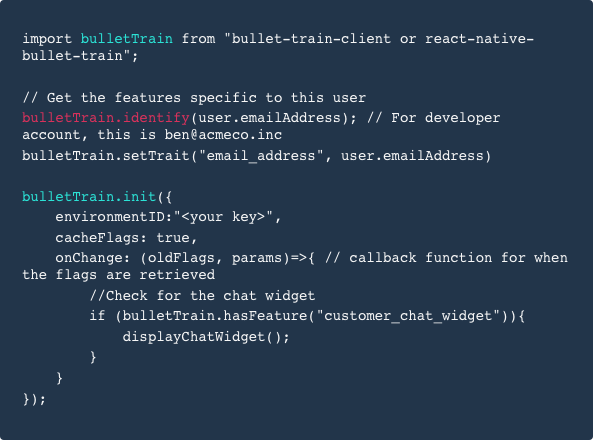 import bulletTrain from "bullet-train-client or react-native-
bullet-train";
// Get the features specific to this user
bulletTrain.identify(user.emailAddress); // For developer
account, this is ben@acmeco.inc
bulletTrain.setTrait("email_address", user.emailAddress)
bulletTrain.init({
    environmentID:"<your key>",
    cacheFlags: true,
    onChange: (oldFlags, params)=>{ // callback function for when
the flags are retrieved
        //Check for the chat widget
        if (bulletTrain.hasFeature("customer_chat_widget")){
            displayChatWidget();
        }
    }
});